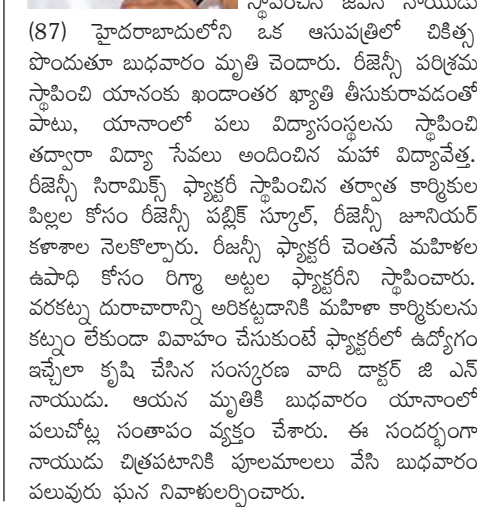 స్థాపించిన జీఎన్ నాయుడు
(87) హైదరాబాదులోని ఒక ఆసుపత్రిలో చికిత్స
పొందుతూ బుధవారం మృతి చెందారు. రీజెన్సీ పరిశ్రమ
స్థాపించి యానంకు ఖండాంతర ఖ్యాతి తీసుకురావడంతో
పాటు, యానాంలో పలు విద్యాసంస్థలను స్థాపించి
తద్వారా విద్యా సేవలు అందించిన మహా విద్యావేత్త.
రీజెన్సీ సిరామిక్స్ ఫ్యాక్టరీ స్థాపించిన తర్వాత కార్మికుల
పిల్లల కోసం రీజెన్సీ పబ్లిక్ స్కూల్, రీజెన్సీ జూనియర్
కళాశాల నెలకొల్పారు. రీజన్సీ ఫ్యాక్టరీ చెంతనే మహిళల
ఉపాధి కోసం రిగ్మా అట్టల ఫ్యాక్టరీని స్థాపించారు.
వరకట్న దురాచారాన్ని అరికట్టడానికి మహిళా కార్మికులను
కట్నం లేకుండా వివాహం చేసుకుంటే ఫ్యాక్టరీలో ఉద్యోగం
ఇచ్చేలా కృషి చేసిన సంస్కరణ వాది డాక్టర్ జి ఎన్
నాయుడు. ఆయన మృతికి బుధవారం యానాంలో
పలుచోట్ల సంతాపం వ్యక్తం చేశారు. ఈ సందర్భంగా
నాయుడు చిత్రపటానికి పూలమాలలు వేసి బుధవారం
పలువురు ఘన నివాళులర్పించారు.